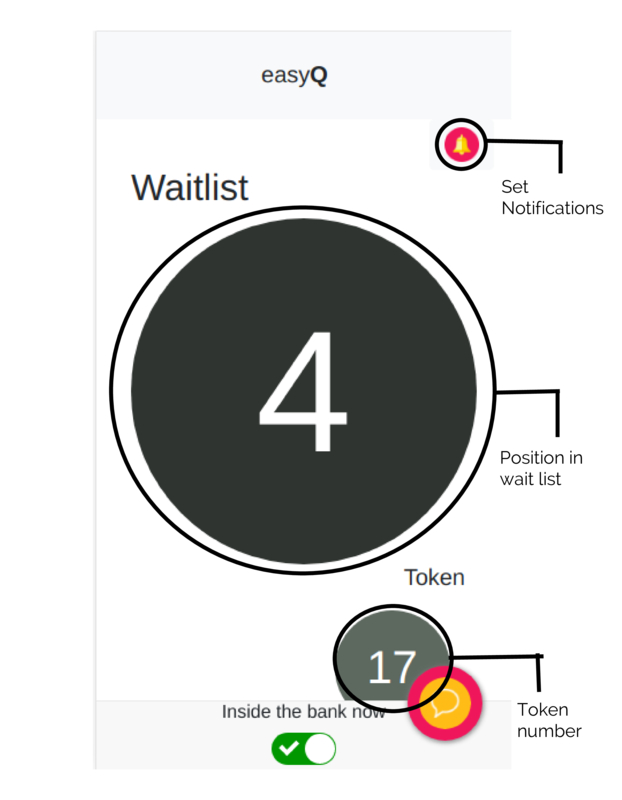 easyQ
Set
Notifications
Waitlist
4
Position in
wait list
Token
17
Token
number
Inside the bank now